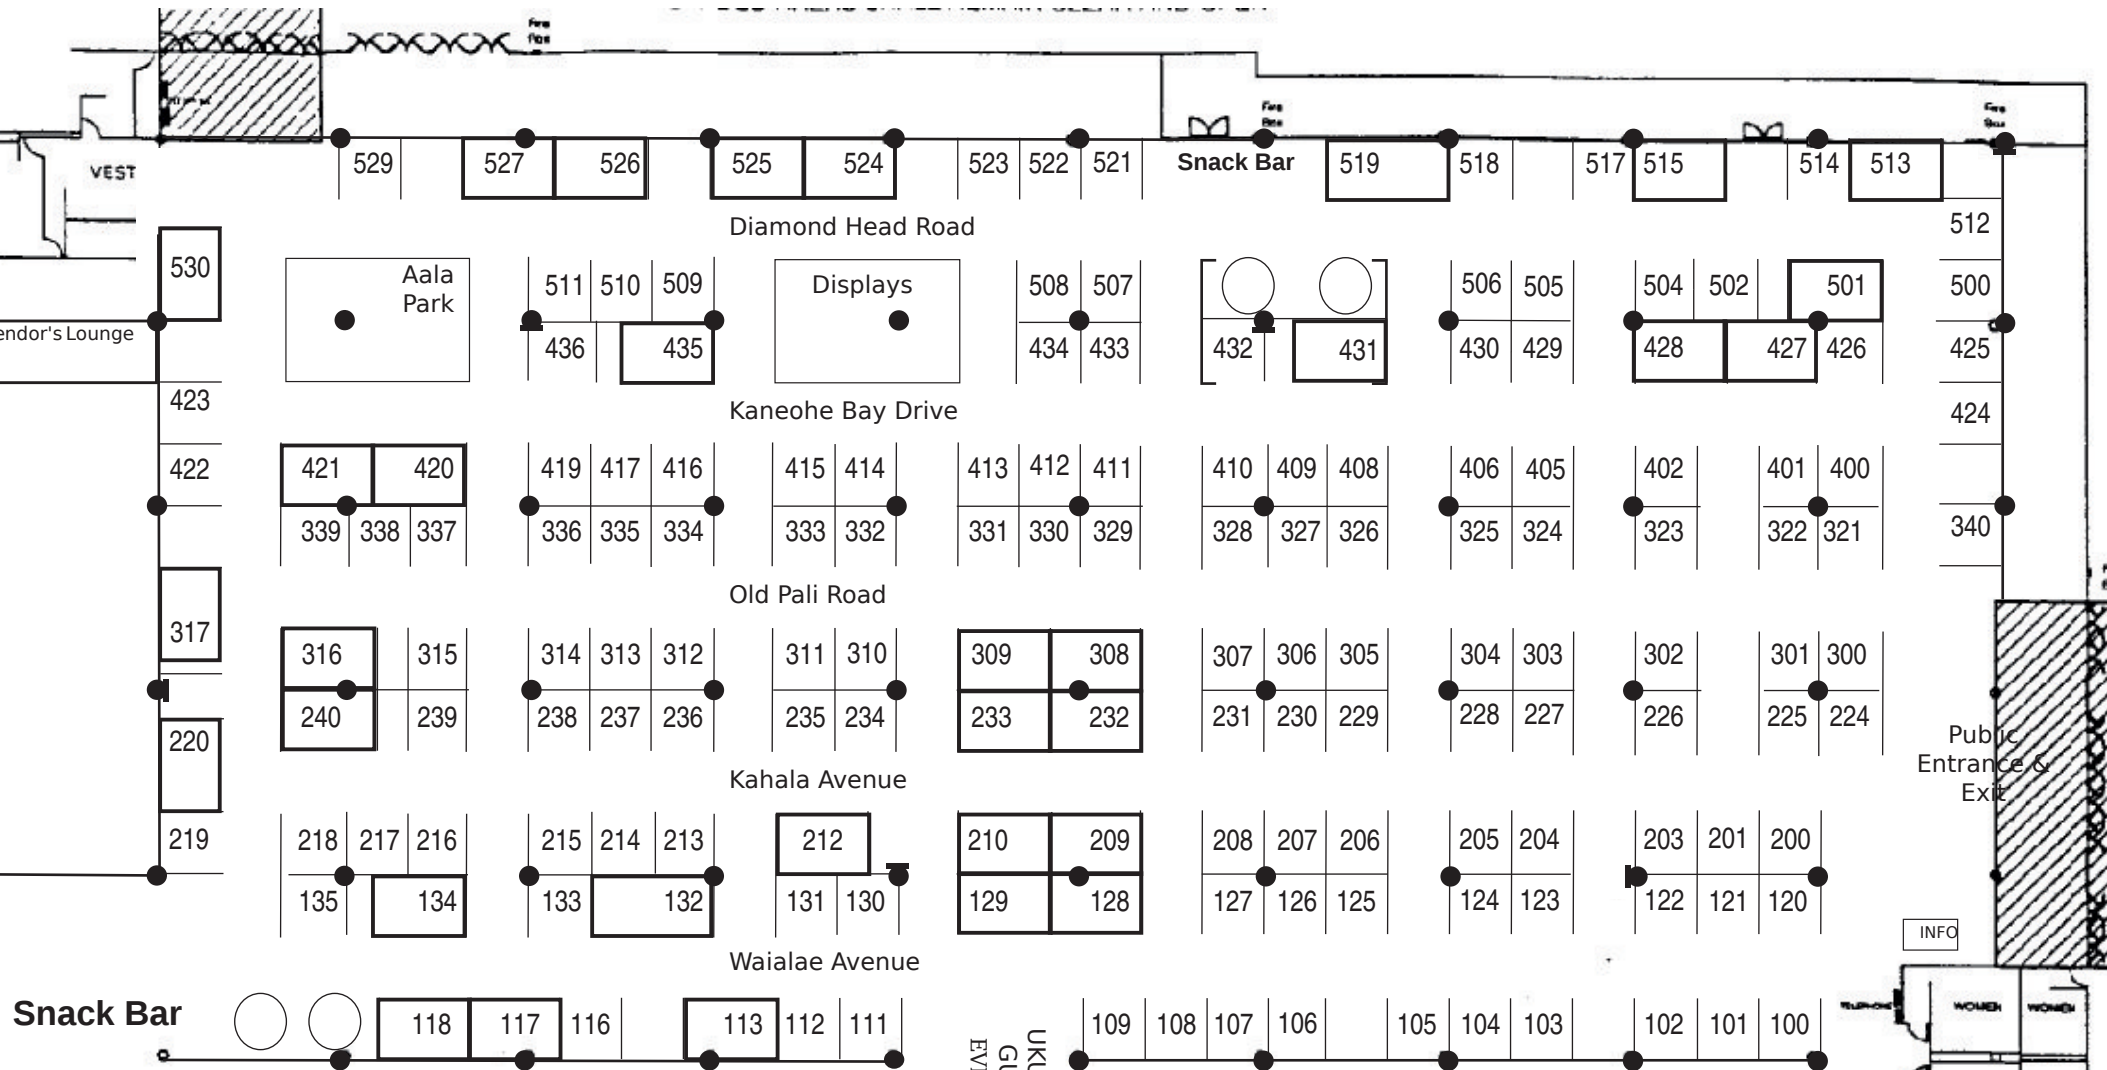 Fire
VEST
529 527 526 525 524 523 522 521 Snack Bar 519 518 517 515 514 513
Diamond Head Road
512
530
Aala
Park
511 510 509
Displays
508 507
506 505 504 502 501 500
endor's Lounge
436 435 434 433 432 431 430 429 428 427 426 425
423
Kaneohe Bay Drive
424
422 421 420 419 417 416 415 414 413 412 411 410 409 408 406 405 402 401 400
339 338 337 336 335 334 333 332 331 330 329 328 327 326 325 324 323 322 321 340
Old Pali Road
317
316 315 314 313 312 311 310 309 308 307 306 305 304 303 302 301 300
240 239 238 237 236 235 234 233 232 231 230 229 228 227 226 225 224
220
Public
Entrance &
Exit
Kahala Avenue
219 218 217 216 215 214 213 212 210 209 208 207 206 205 204 203 201 200
135 134 133 132 131 130 129 128 127 126 125 124 123 122 121 120
INFO
Waialae Avenue
Snack Bar
118 117 116 113 112 111
109 108 107 106 105 104 103 102 101 100
TELEPHONE
WOMEN WOMEN
UKU
GU
EV